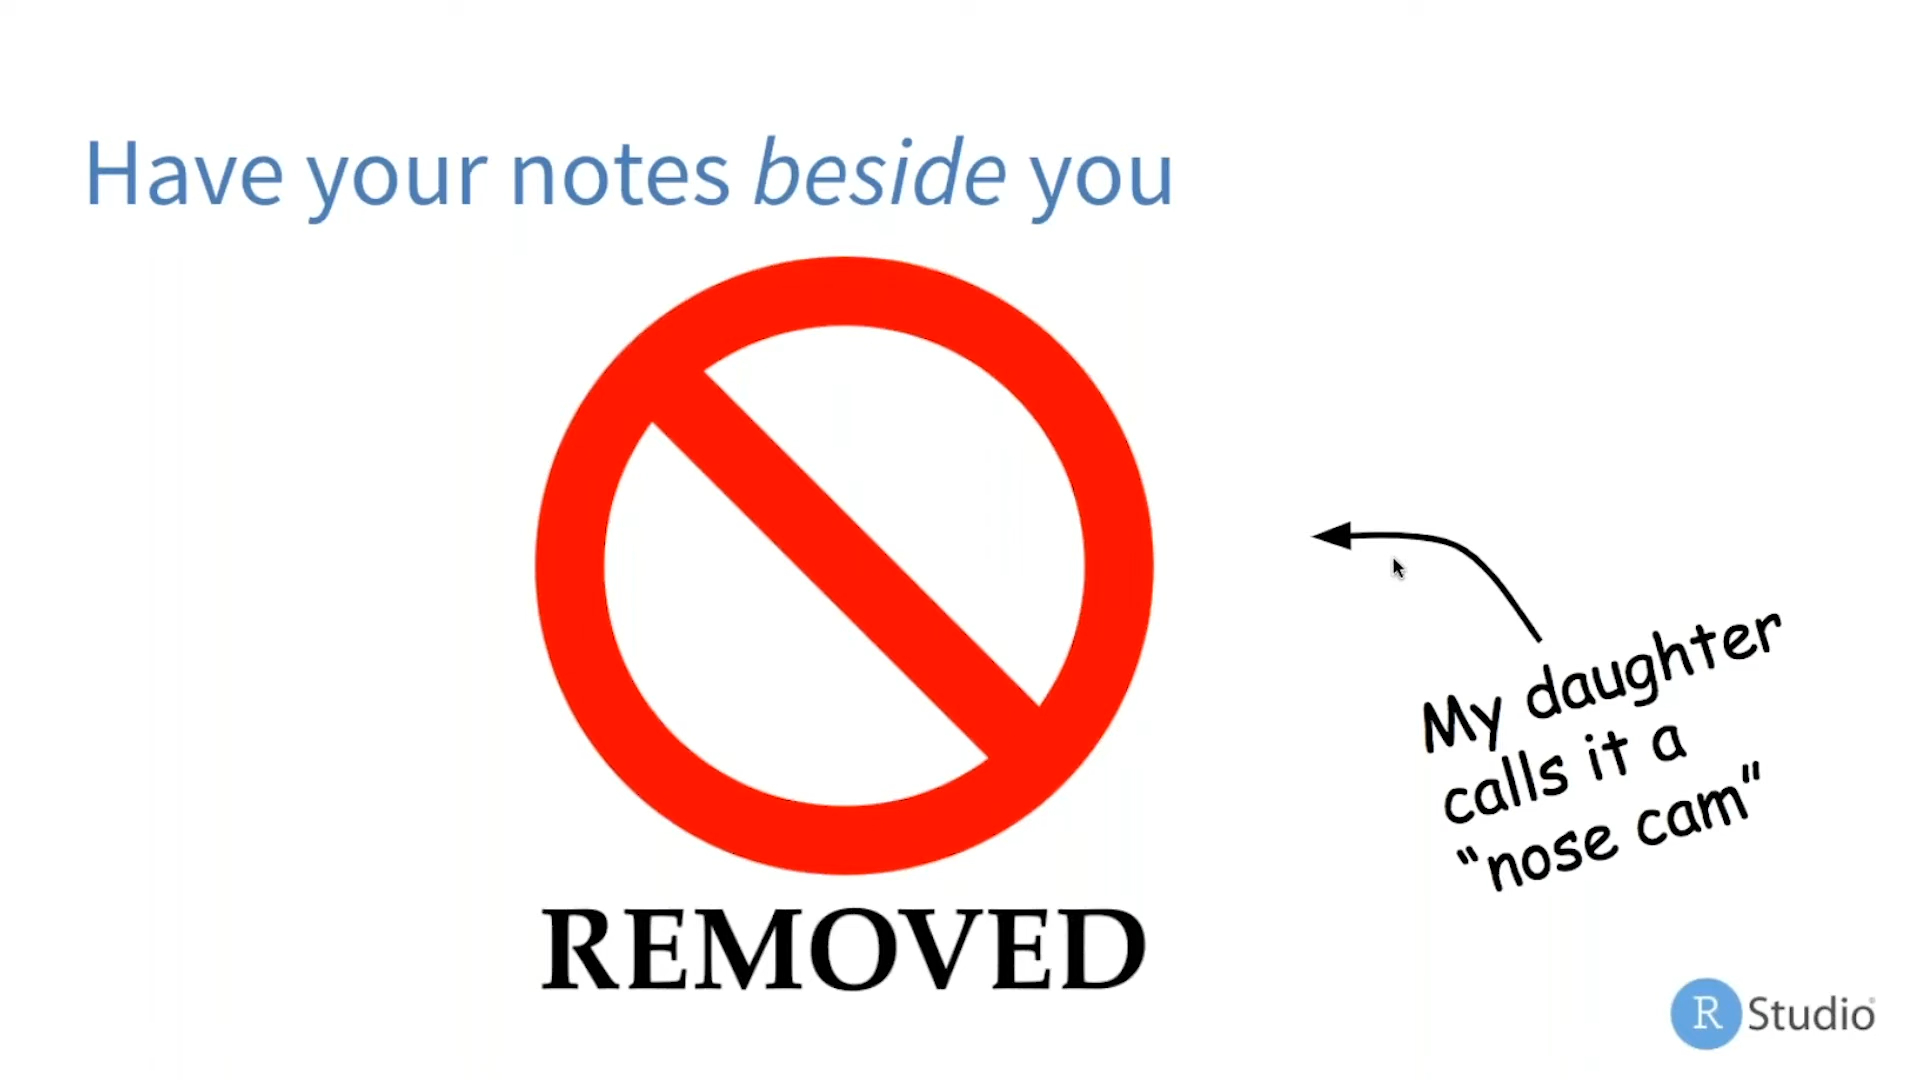 Have your notes beside you
My daughter
calls it a
"nose cam"
REMOVED
R Studio®